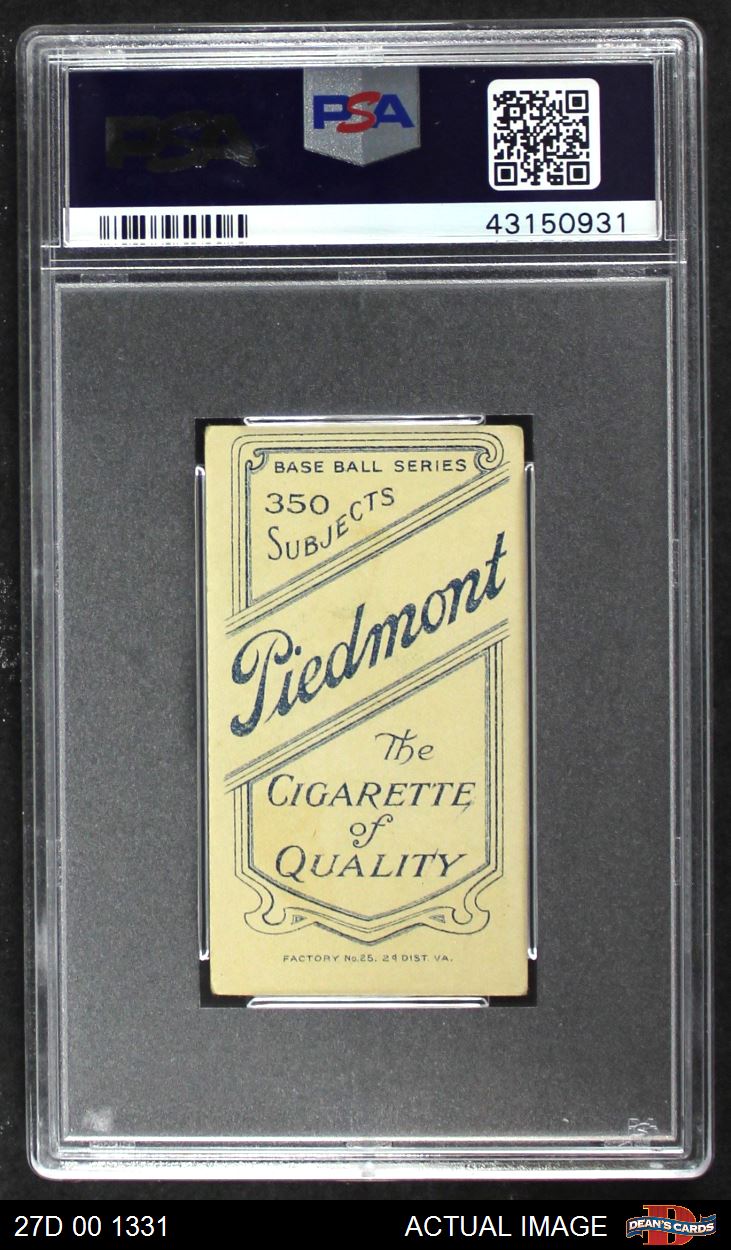 PSA
PSA
43150931
BASE BALL SERIES
350
SUBJECTS
Piedmont
The
CIGARETTE
of
QUALITY
FACTORY No. 25. 2d DIST. VA.
PSA
27D 00 1331
ACTUAL IMAGE
D
DEAN'S CARDS